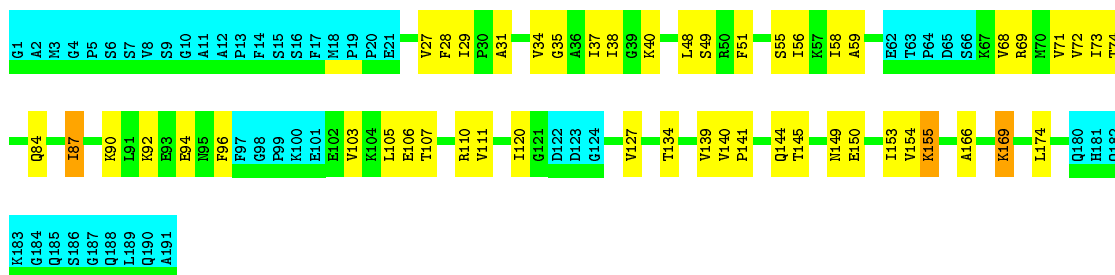 G1 A2 M3 G4 P5 S6 S7 V8 S9 G10 A11 A12 P13 F14 S15 S16 F17 M18 P19 P20 E21 V27 F28 I29 P30 A31 V34 G35 A36 I37 I38 G39 K40 L48 S49 R50 F51 S55 I56 K57 I58 A59 E62 T63 P64 D65 S66 K67 V68 R69 M70 V71 V72 I73 T74
Q84 I87 K90 L91 K92 E93 E94 N95 F96 F97 G98 P99 K100 E101 E102 V103 K104 L105 E106 T107 R110 V111 I120 G121 D122 D123 G124 V127 T134 V139 V140 P141 Q144 T145 N149 E150 I153 V154 K155 A166 K169 L174 Q180 H181
K183 G184 Q185 S186 G187 Q188 L189 Q190 A191